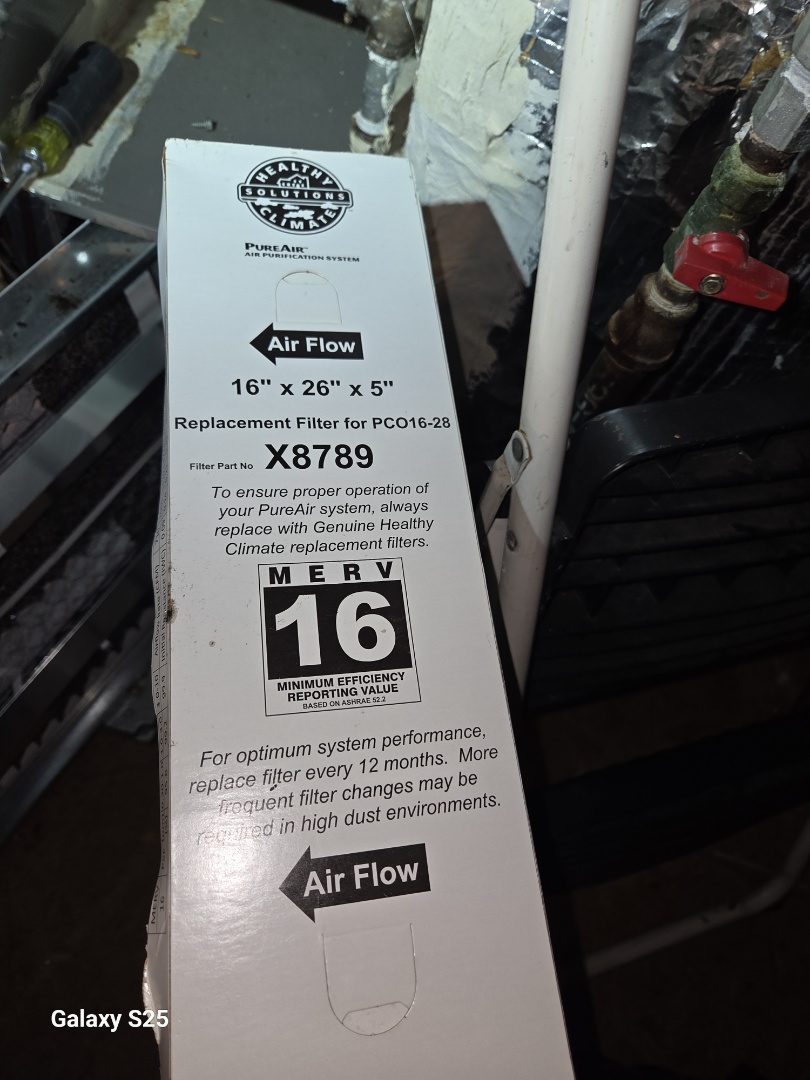 HEALTHY
SOLUTIONS
CLIMATE
PUREAIR™
AIR PURIFICATION SYSTEM
Air Flow
16" x 26" x 5"
Replacement Filter for PCO16-28
Filter Part No X8789
To ensure proper operation of
your PureAir system, always
replace with Genuine Healthy
Climate replacement filters.
MERV
16
MINIMUM EFFICIENCY
REPORTING VALUE
BASED ON ASHRAE 52.2
For optimum system performance,
replace filter every 12 months. More
frequent filter changes may be
required in high dust environments.
Air Flow
MERV
16
Galaxy S25